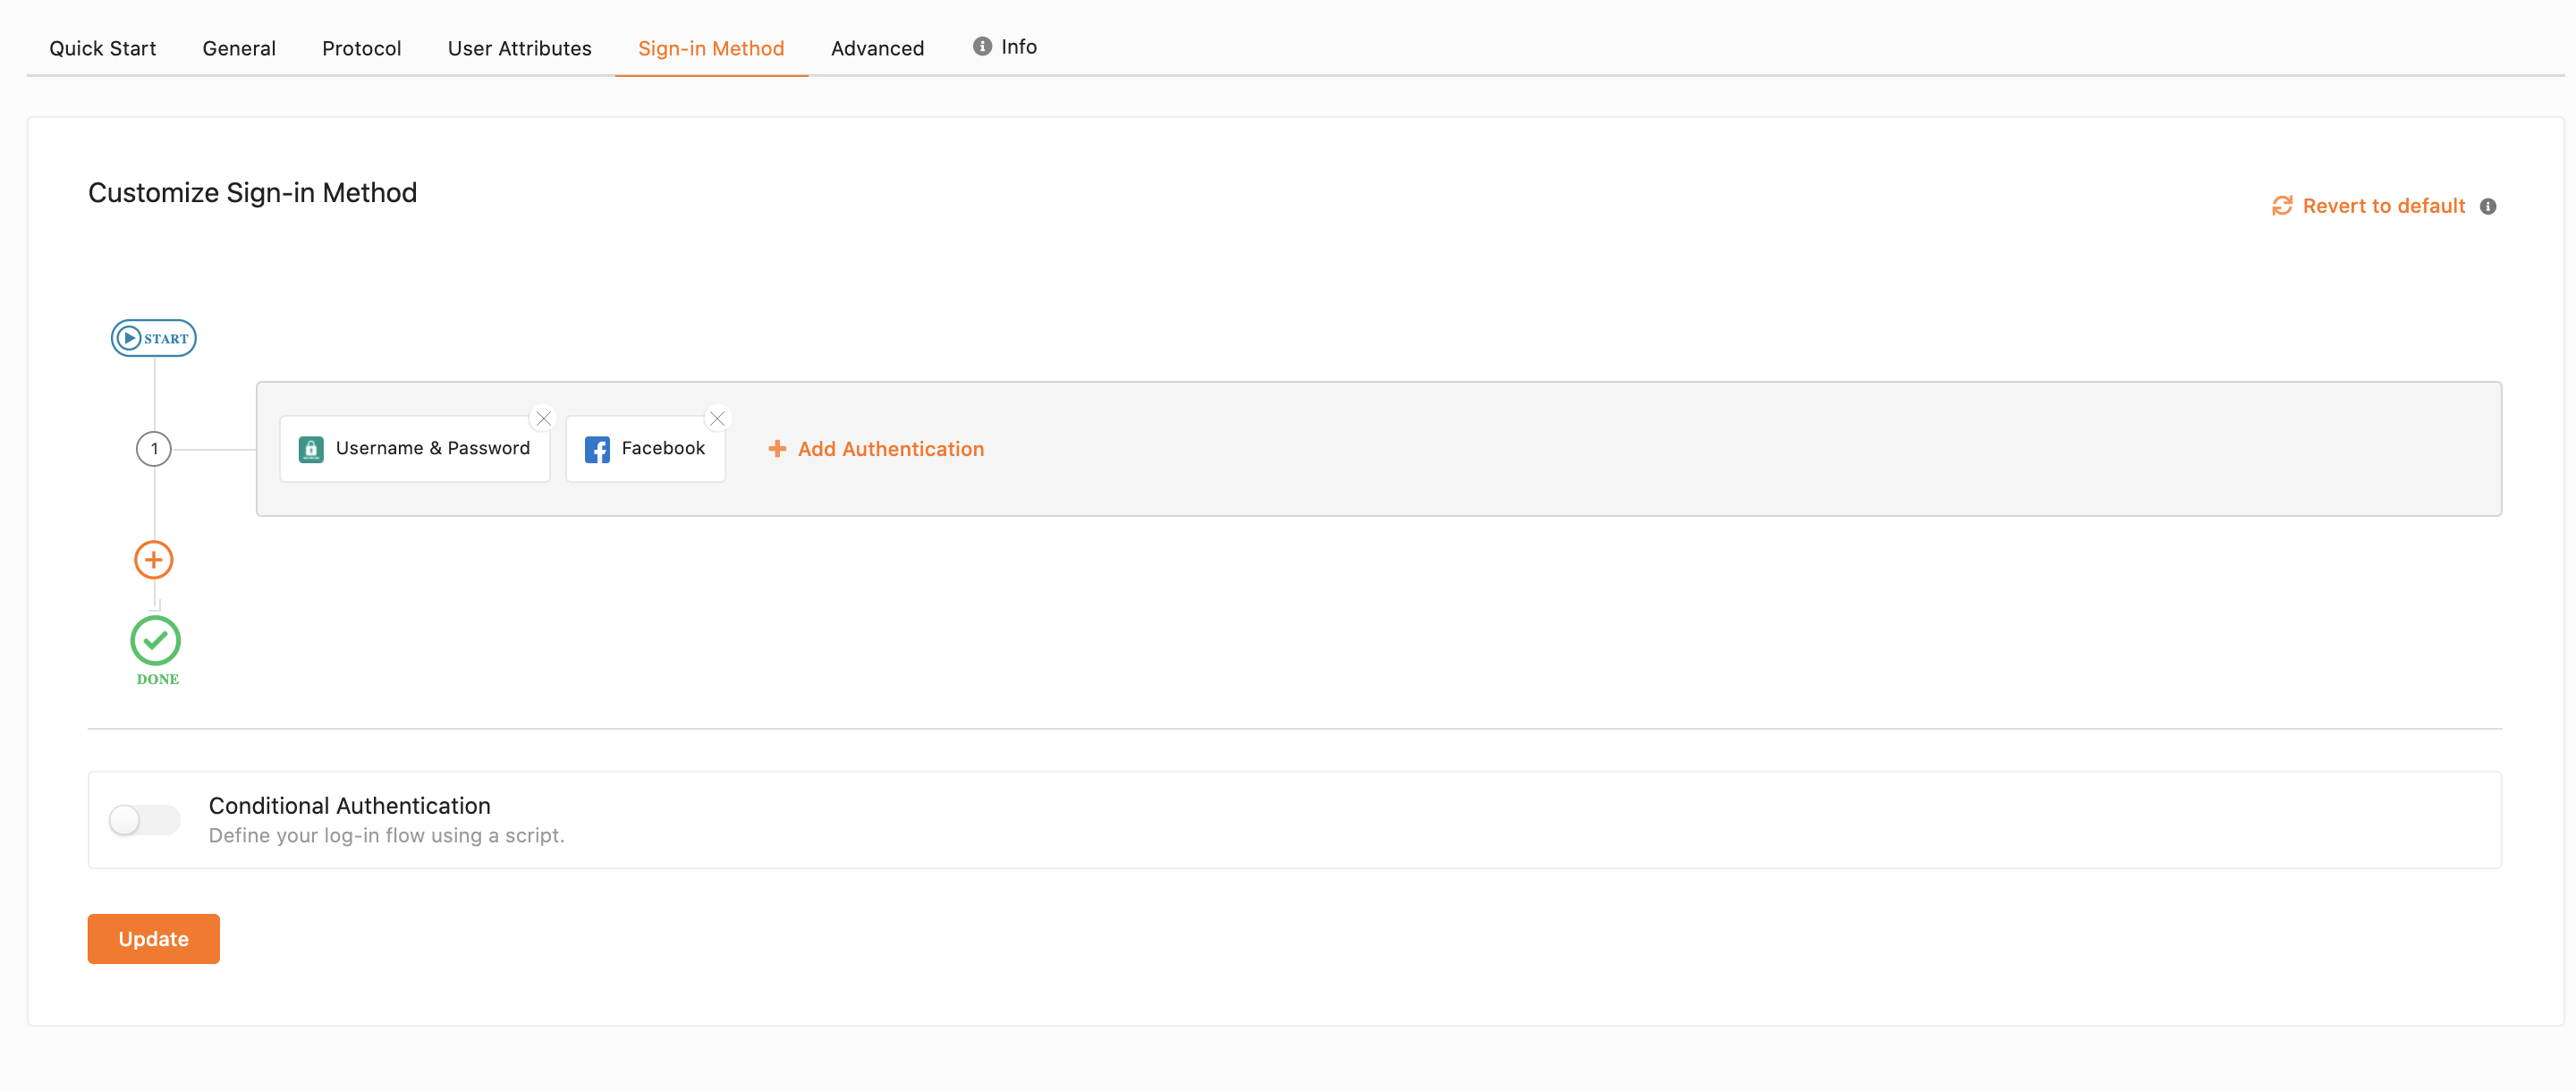 Quick Start
General
Protocol
User Attributes
Sign-in Method
Advanced
Info
Customize Sign-in Method
Revert to default
START
1
Username & Password
Facebook
Add Authentication
DONE
Conditional Authentication
Define your log-in flow using a script.
Update